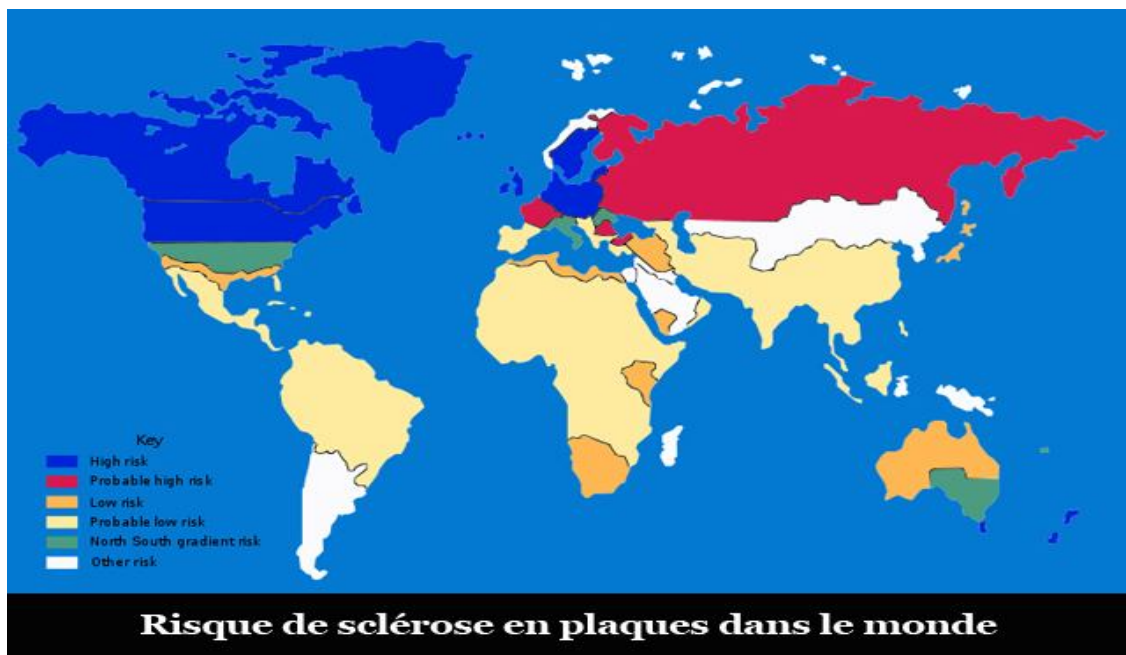 Key
High risk
Probable high risk
Low risk
Probable low risk
North South gradient risk
Other risk
Risque de sclérose en plaques dans le monde